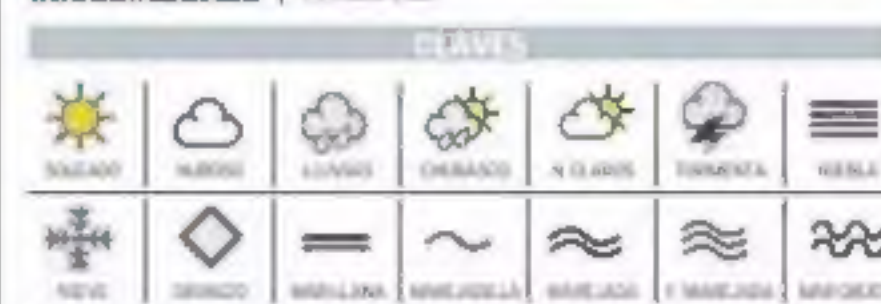 CLAVES
SOLEADO NUBOSO LLUVIAS CHUBASCO N. CLAROS TORMENTA NIEBLA
NIEVE GRANIZO MAR LLANA MAREJADILLA MAREJADA F. MAREJADA